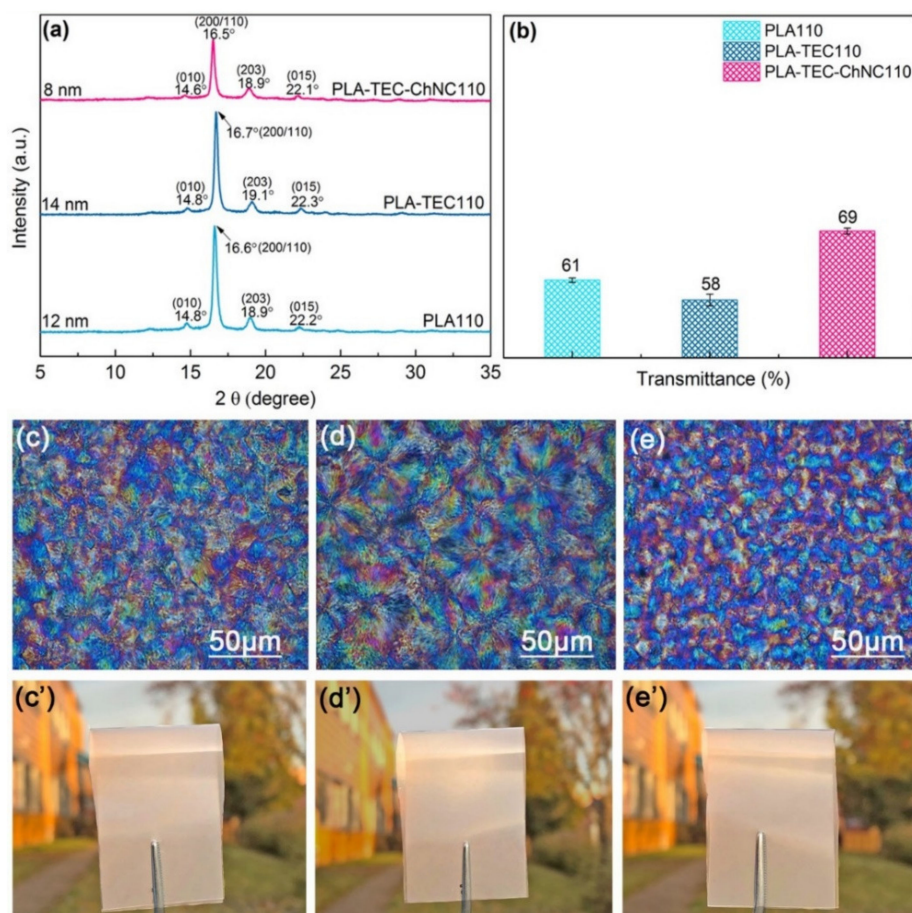 (a)
(200/110)
16.5°
(010)
14.6°
(203)
18.9°
(015)
22.1°
8 nm
PLA-TEC-ChNC110
16.7°(200/110)
(010)
14.8°
(203)
19.1°
(015)
22.3°
14 nm
PLA-TEC110
16.6°(200/110)
(010)
14.8°
(203)
18.9°
(015)
22.2°
12 nm
PLA110
Intensity (a.u.)
5 10 15 20 25 30 35
2 θ (degree)
(b)
PLA110
PLA-TEC110
PLA-TEC-ChNC110
61
58
69
Transmittance (%)
(c)
50μm
(d)
50μm
(e)
50μm
(c')
(d')
(e')